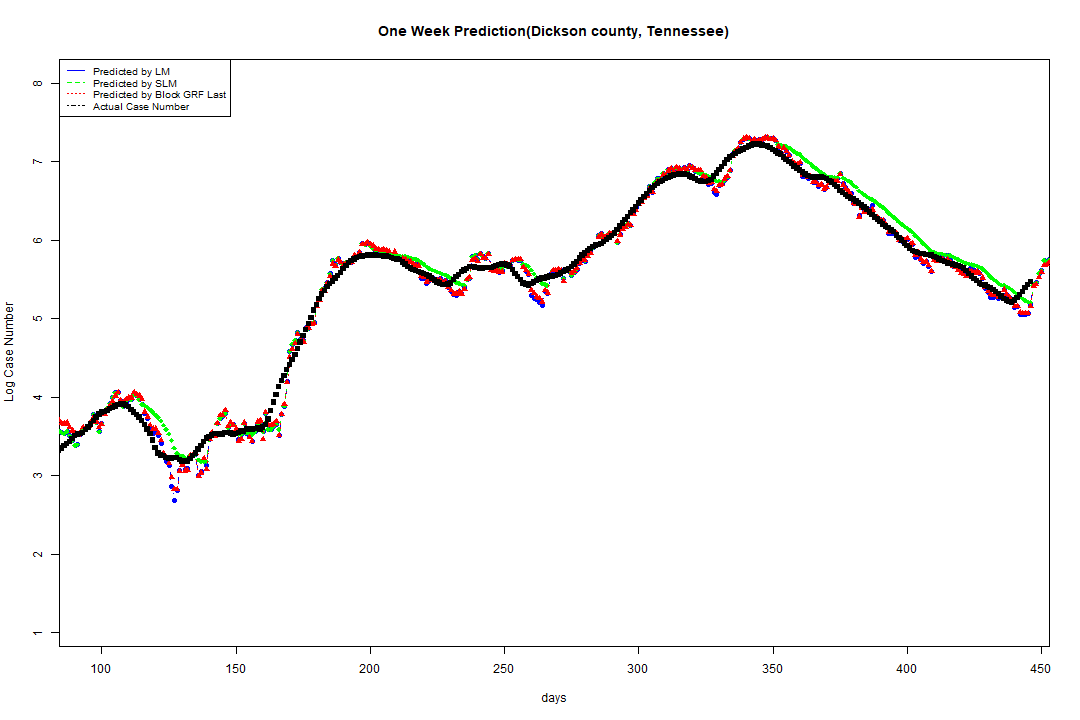 One Week Prediction(Dickson county, Tennessee)
Predicted by LM
Predicted by SLM
Predicted by Block GRF Last
Actual Case Number
8
7
6
5
4
3
2
1
Log Case Number
100 150 200 250 300 350 400 450
days